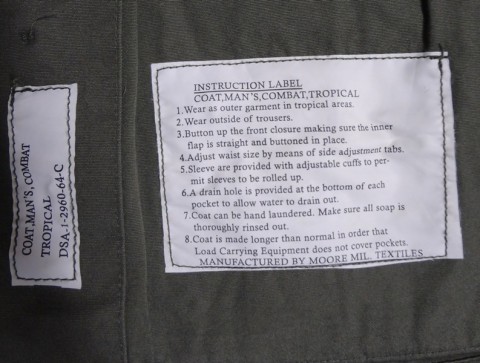 COAT,MAN'S,COMBAT
TROPICAL
DSA.1-2960-64-C
INSTRUCTION LABEL
COAT,MAN'S,COMBAT,TROPICAL
1.Wear as outer garment in tropical areas.
2.Wear outside of trousers.
3.Button up the front closure making sure the inner
flap is straight and buttoned in place.
4.Adjust waist size by means of side adjustment tabs.
5.Sleeve are provided with adjustable cuffs to per-
mit sleeves to be rolled up.
6.A drain hole is provided at the bottom of each
pocket to allow water to drain out.
7.Coat can be hand laundered. Make sure all soap is
thoroughly rinsed out.
8.Coat is made longer than normal in order that
Load Carrying Equipment does not cover pockets.
MANUFACTURED BY MOORE MIL. TEXTILES